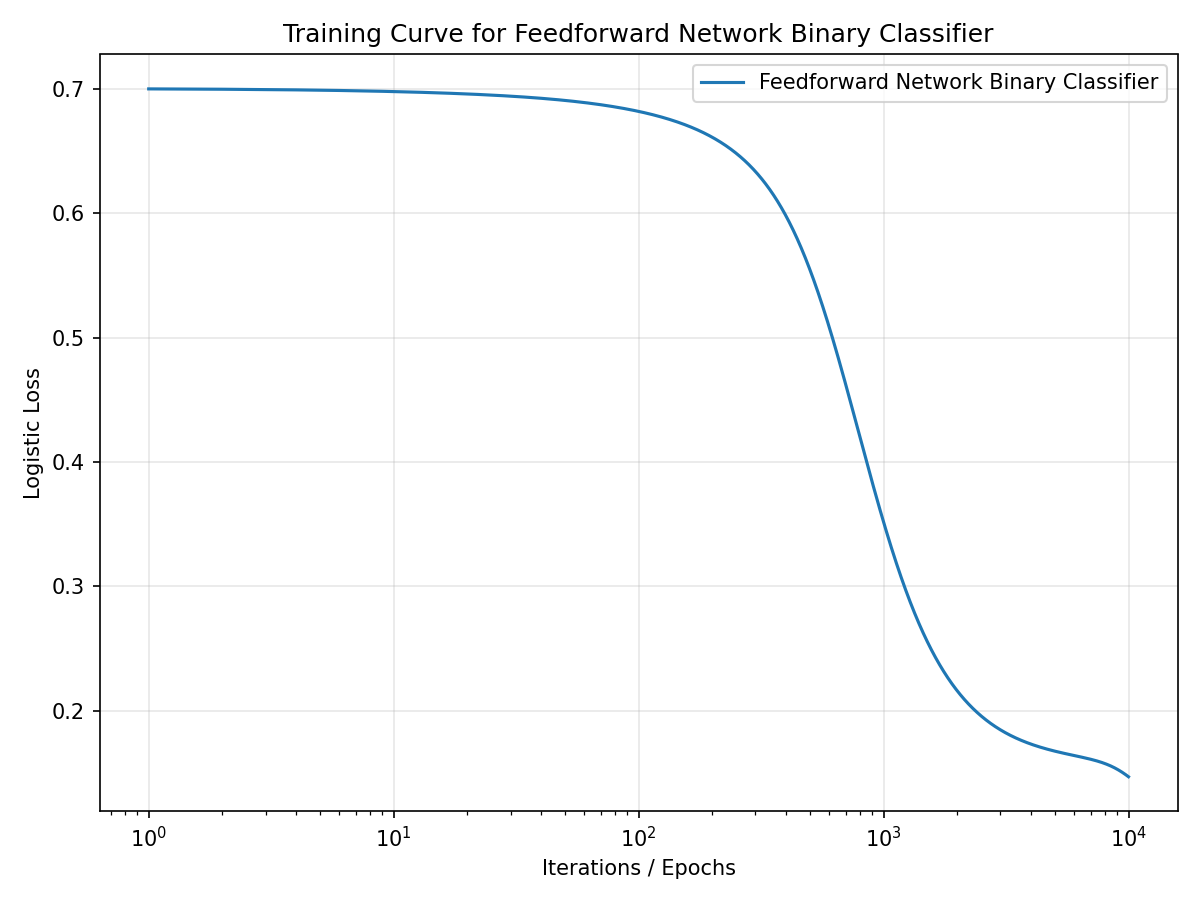 Training Curve for Feedforward Network Binary Classifier
Feedforward Network Binary Classifier
Logistic Loss
0.7
0.6
0.5
0.4
0.3
0.2
10⁰ 10¹ 10² 10³ 10⁴
Iterations / Epochs